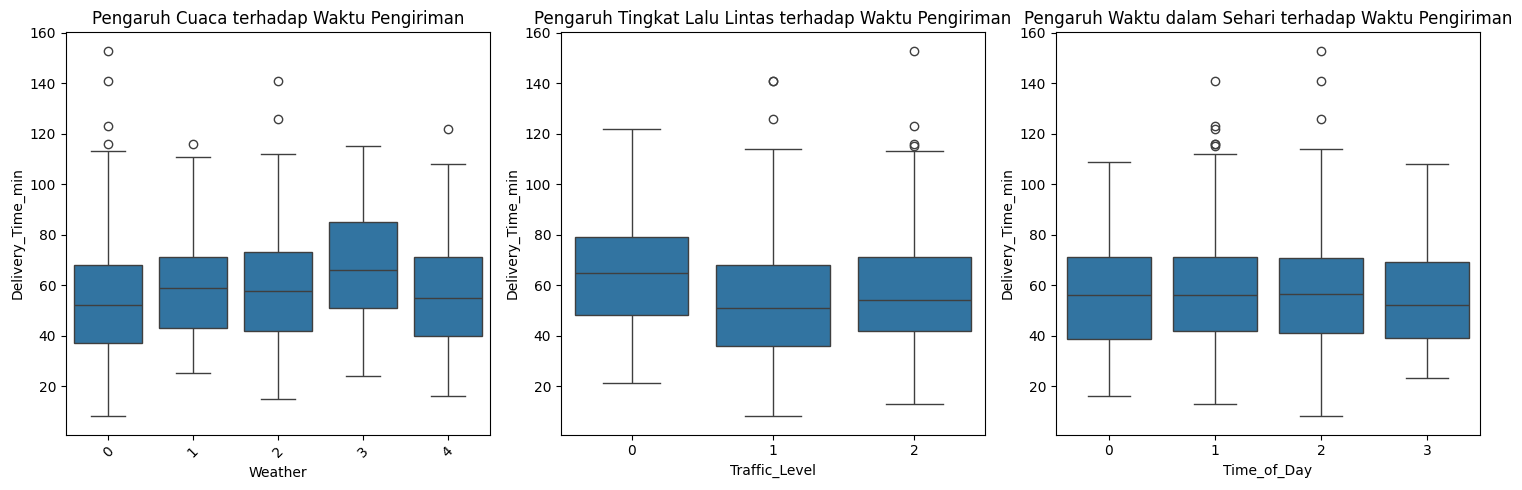 Pengaruh Cuaca terhadap Waktu Pengiriman
160
140
120
100
80
60
40
20
Delivery_Time_min
0 1 2 3 4
Weather
Pengaruh Tingkat Lalu Lintas terhadap Waktu Pengiriman
160
140
120
100
80
60
40
20
Delivery_Time_min
0 1 2
Traffic_Level
Pengaruh Waktu dalam Sehari terhadap Waktu Pengiriman
160
140
120
100
80
60
40
20
Delivery_Time_min
0 1 2 3
Time_of_Day